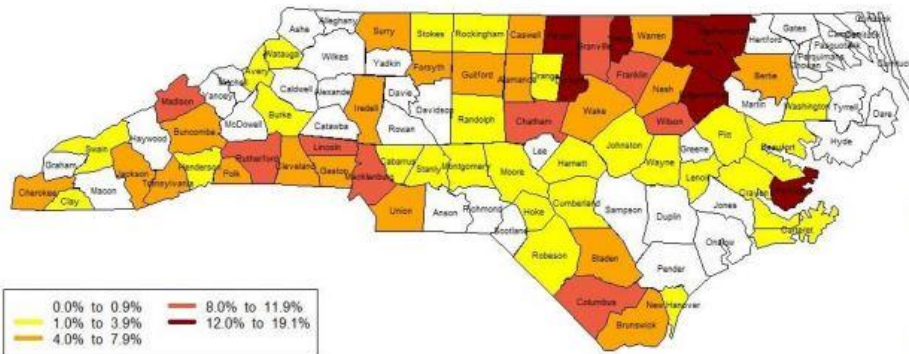 Ashe
Alleghany
Surry
Stokes
Rockingham
Caswell
Granville
Warren
Hertford
Gates
Watauga
Wilkes
Yadkin
Forsyth
Guilford
Alamance
Orange
Franklin
Nash
Bertie
Avery
Yancey
Caldwell
Alexander
Iredell
Davie
Davidson
Randolph
Chatham
Wake
Wilson
Martin
Washington
Tyrrell
Dare
Madison
McDowell
Burke
Catawba
Rowan
Lee
Johnston
Greene
Pitt
Beaufort
Hyde
Haywood
Buncombe
Swain
Graham
Rutherford
Lincoln
Cabarrus
Stanly
Montgomery
Moore
Harnett
Wayne
Lenoir
Craven
Henderson
Jackson
Cherokee
Clay
Macon
Transylvania
Polk
Cleveland
Gaston
Mecklenburg
Union
Anson
Richmond
Scotland
Hoke
Cumberland
Sampson
Duplin
Jones
Carteret
Onslow
Robeson
Bladen
Pender
Columbus
New Hanover
Brunswick
0.0% to 0.9%
1.0% to 3.9%
4.0% to 7.9%
8.0% to 11.9%
12.0% to 19.1%